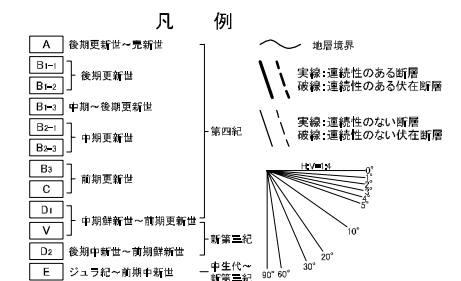 凡 例
A 後期更新世~完新世
B1-1
B1-2
後期更新世
B1-3 中期~後期更新世
B2-1
B2-3
中期更新世
B3
C
前期更新世
D1
V
中期鮮新世~前期更新世
D2 後期中新世~前期鮮新世
E ジュラ紀~前期中新世
第四紀
新第三紀
中生代~
新第三紀
地層境界
実線:連続性のある断層
破線:連続性のある伏在断層
実線:連続性のない断層
破線:連続性のない伏在断層
H:V=1:4
0°
1°
2°
3°
4°
5°
10°
20°
30°
60°
90°